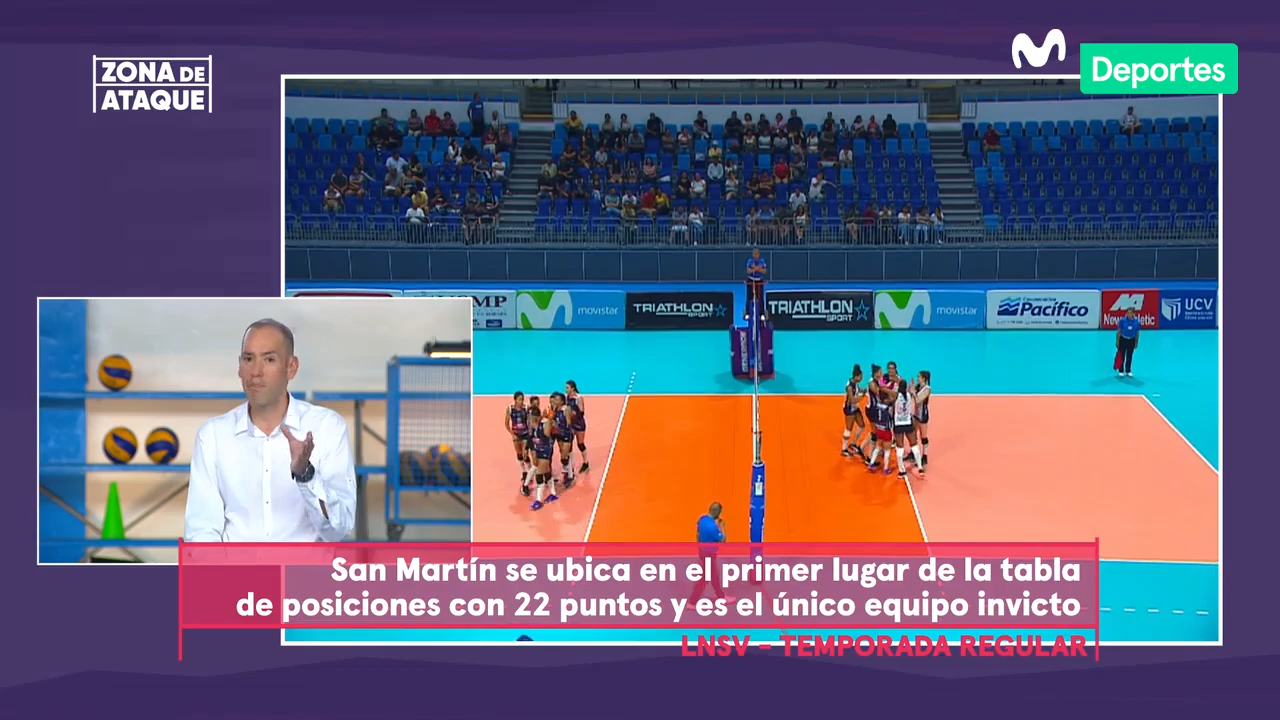 ZONA DE
ATAQUE
Deportes
movistar
TRIATHLON
SPORT
TRIATHLON
SPORT
movistar
Pacífico
New Athletic
UCV
San Martín se ubica en el primer lugar de la tabla
de posiciones con 22 puntos y es el único equipo invicto
LNSV - TEMPORADA REGULAR